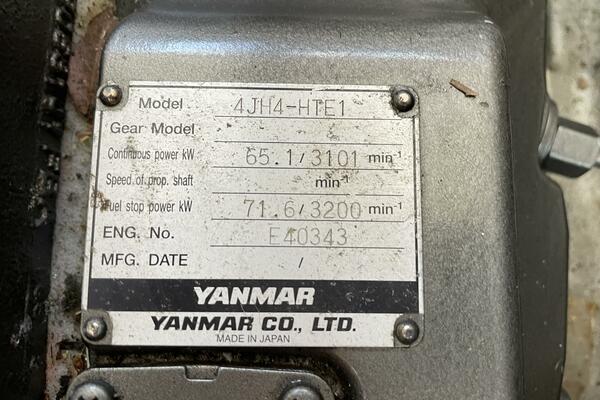 Model 4JH4-HTE1
Gear Model
Continuous power kW 65.1/3101 min-1
Speed of prop. shaft min-1
Fuel stop power kW 71.6/3200 min-1
ENG. No. E40343
MFG. DATE /
YANMAR
YANMAR CO., LTD.
MADE IN JAPAN